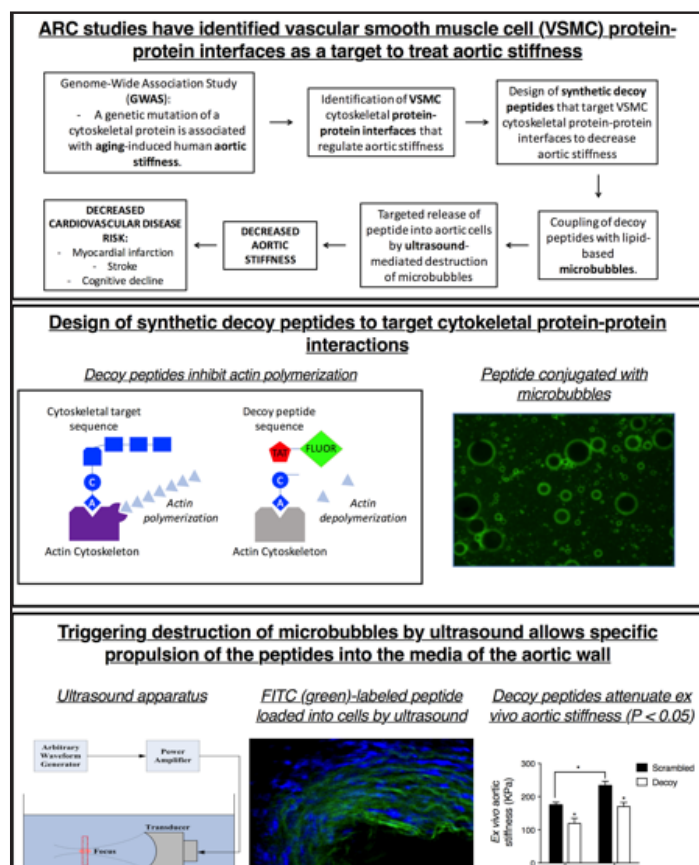 ARC studies have identified vascular smooth muscle cell (VSMC) protein-
protein interfaces as a target to treat aortic stiffness
Genome-Wide Association Study
(GWAS):
- A genetic mutation of a
cytoskeletal protein is associated
with aging-induced human aortic
stiffness.
Identification of VSMC
cytoskeletal protein-
protein interfaces that
regulate aortic stiffness
Design of synthetic decoy
peptides that target VSMC
cytoskeletal protein-protein
interfaces to decrease
aortic stiffness
DECREASED
CARDIOVASCULAR DISEASE
RISK:
- Myocardial infarction
- Stroke
- Cognitive decline
DECREASED
AORTIC
STIFFNESS
Targeted release of
peptide into aortic cells
by ultrasound-
mediated destruction
of microbubbles
Coupling of decoy
peptides with lipid-
based
microbubbles.
Design of synthetic decoy peptides to target cytokeletal protein-protein
interactions
Decoy peptides inhibit actin polymerization
Peptide conjugated with
microbubbles
Cytoskeletal target
sequence
C
A
Actin
polymerization
Actin Cytoskeleton
Decoy peptide
sequence
TAT
FLUOR
C
A
Actin
depolymerization
Actin Cytoskeleton
Triggering destruction of microbubbles by ultrasound allows specific
propulsion of the peptides into the media of the aortic wall
Ultrasound apparatus
FITC (green)-labeled peptide
loaded into cells by ultrasound
Decoy peptides attenuate ex
vivo aortic stiffness (P < 0.05)
Arbitrary
Waveform
Generator
Power
Amplifier
Transducer
Focus
Ex vivo aortic
stiffness (KPa)
300
200
100
0
*
*
*
Scrambled
Decoy